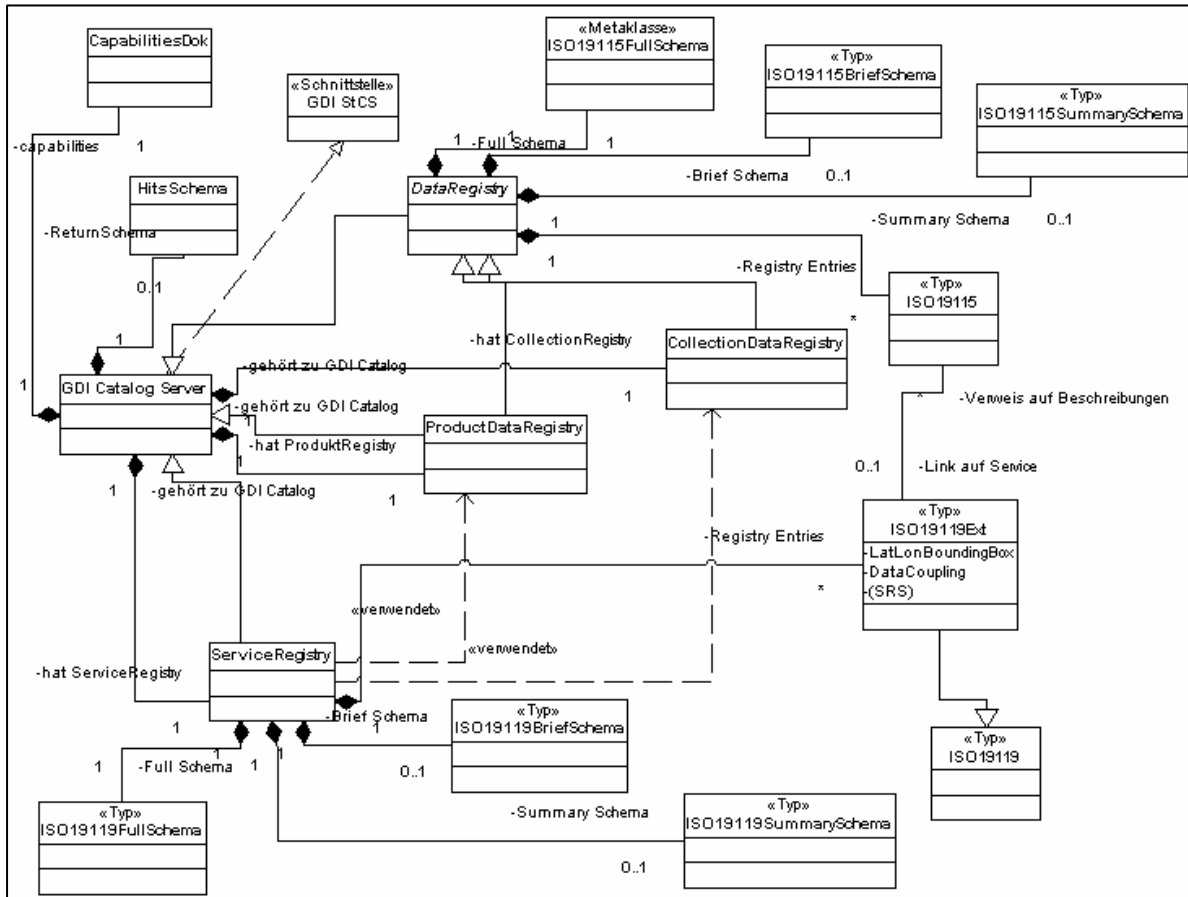 CapabilitiesDok
«Metaklasse»
ISO19115FullSchema
«Typ»
ISO19115BriefSchema
«Schnittstelle»
GDI StCS
«Typ»
ISO19115SummarySchema
-capabilities
1
1
1
-Full Schema
1
1
HitsSchema
DataRegistry
-Brief Schema
0..1
-ReturnSchema
1
-Summary Schema
0..1
1
-Registry Entries
«Typ»
ISO19115
0..1
*
1
-hat CollectionRegistry
CollectionDataRegistry
-gehört zu GDI Catalog
GDI Catalog Server
1
1
*
-Verweis auf Beschreibungen
-gehört zu GDI Catalog
1
ProductDataRegistry
-hat ProduktRegistry
1
0..1
-Link auf Service
1
-gehört zu GDI Catalog
1
«Typ»
ISO19119Ext
-LatLonBoundingBox
-DataCoupling
-(SRS)
-Registry Entries
*
«verwendet»
«verwendet»
ServiceRegistry
-hat ServiceRegistry
-Brief Schema
1
1
1
1
1
«Typ»
ISO19119BriefSchema
«Typ»
ISO19119
1
-Full Schema
0..1
«Typ»
ISO19119FullSchema
-Summary Schema
«Typ»
ISO19119SummarySchema
0..1